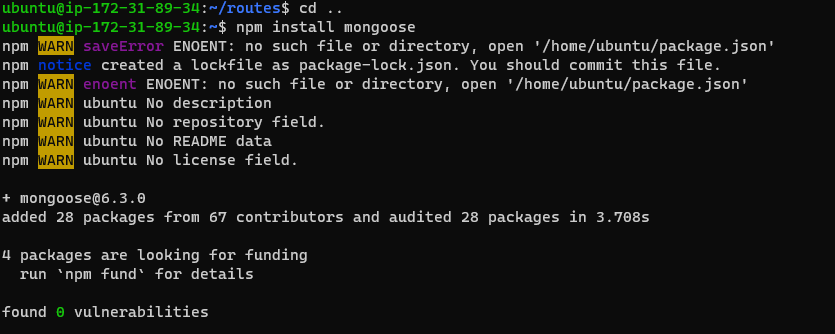 ubuntu@ip-172-31-89-34:~/routes$ cd ..
ubuntu@ip-172-31-89-34:~$ npm install mongoose
npm WARN saveError ENOENT: no such file or directory, open '/home/ubuntu/package.json'
npm notice created a lockfile as package-lock.json. You should commit this file.
npm WARN enoent ENOENT: no such file or directory, open '/home/ubuntu/package.json'
npm WARN ubuntu No description
npm WARN ubuntu No repository field.
npm WARN ubuntu No README data
npm WARN ubuntu No license field.

+ mongoose@6.3.0
added 28 packages from 67 contributors and audited 28 packages in 3.708s

4 packages are looking for funding
  run `npm fund` for details

found 0 vulnerabilities